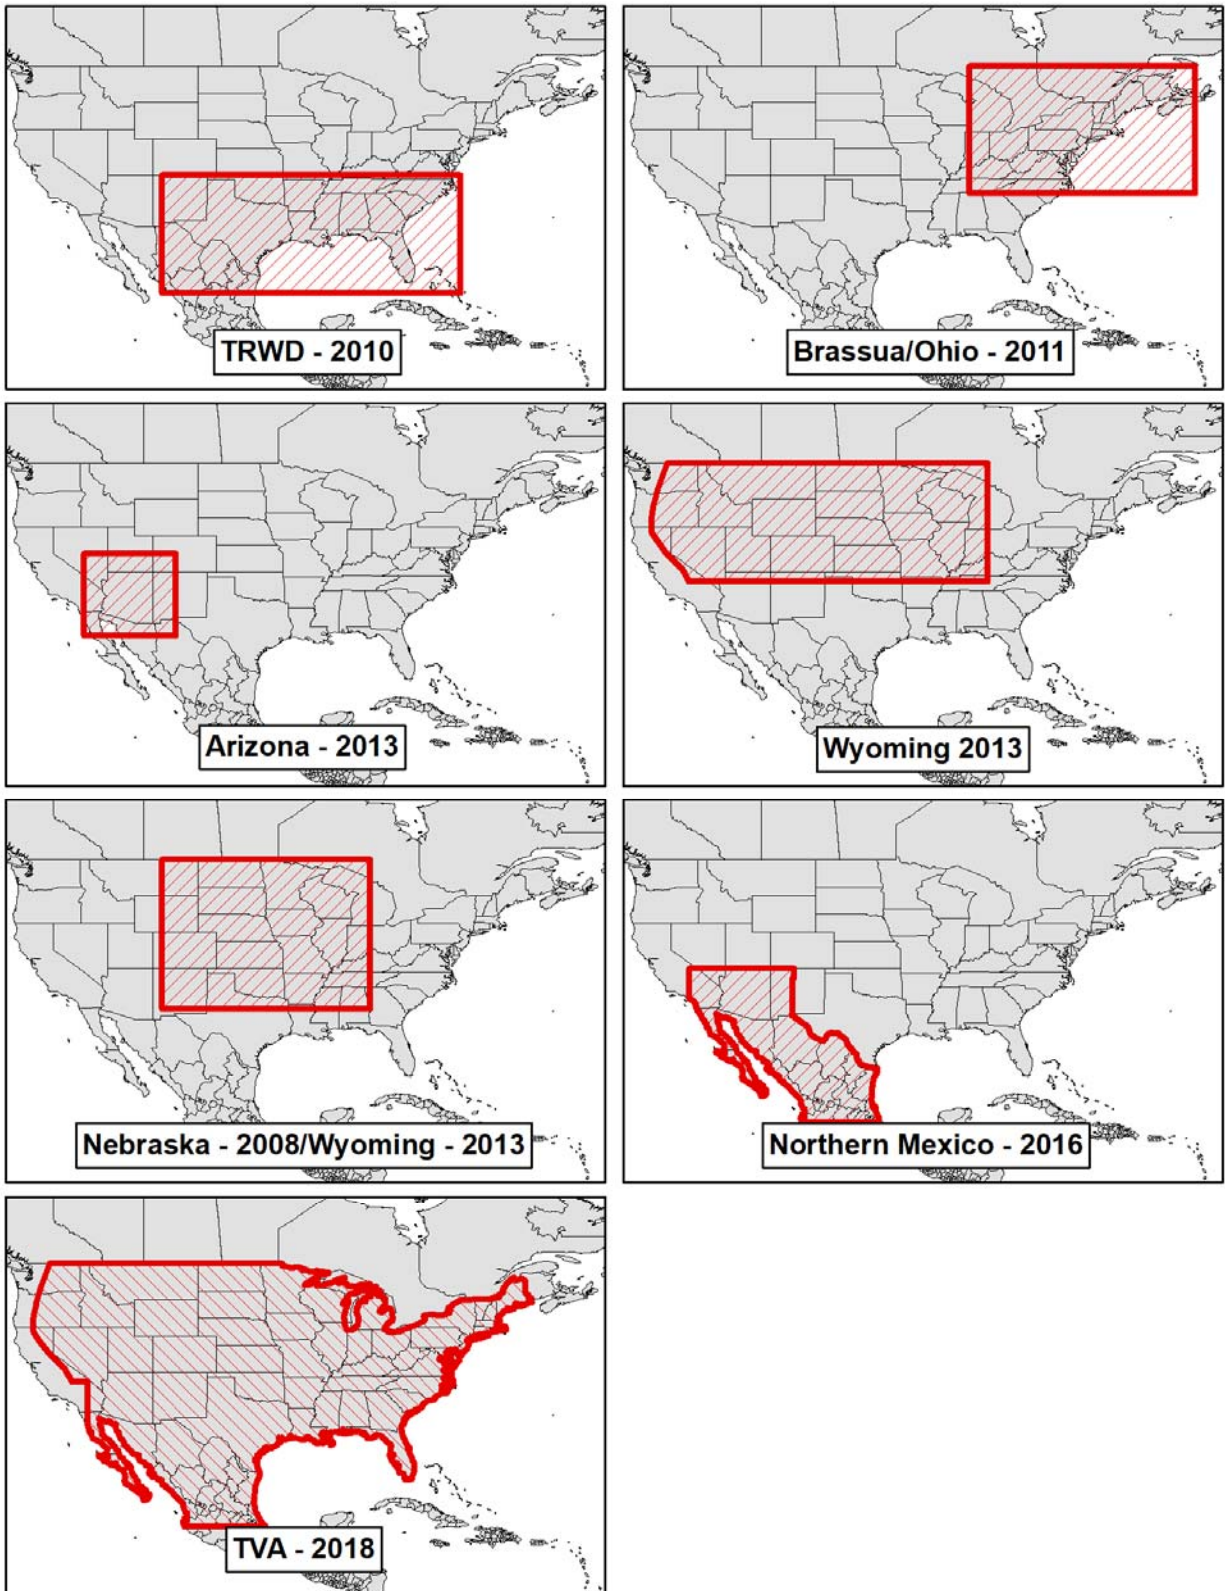 TRWD - 2010
Brassua/Ohio - 2011
Arizona - 2013
Wyoming 2013
Nebraska - 2008/Wyoming - 2013
Northern Mexico - 2016
TVA - 2018